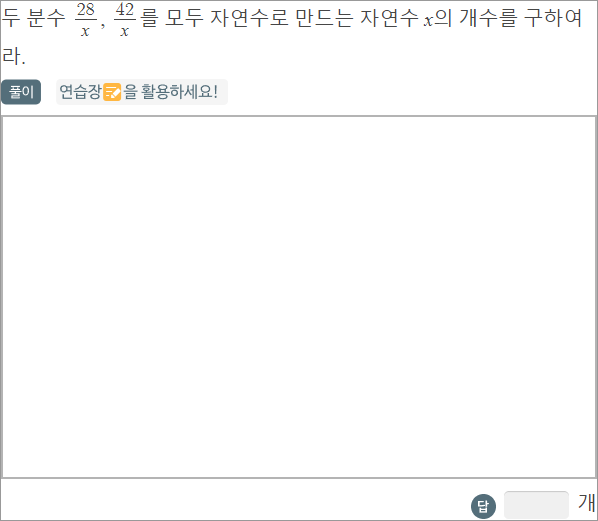 두 분수 28/x, 42/x를 모두 자연수로 만드는 자연수 x의 개수를 구하여
라.
풀이 연습장을 활용하세요!
답 개